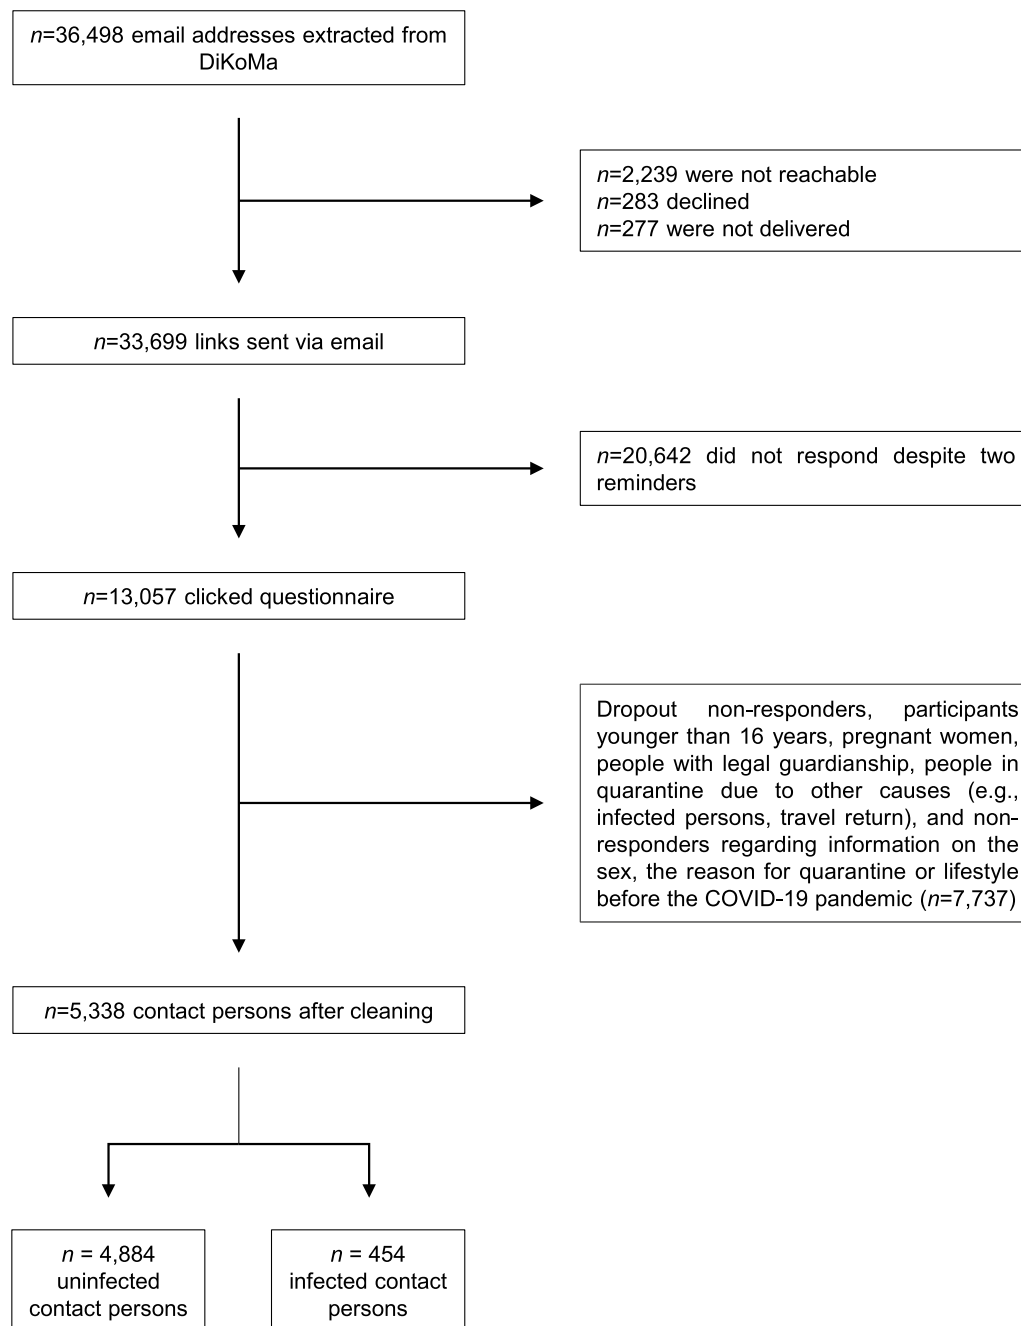 n=36,498 email addresses extracted from
DiKoMa
n=2,239 were not reachable
n=283 declined
n=277 were not delivered
n=33,699 links sent via email
n=20,642 did not respond despite two
reminders
n=13,057 clicked questionnaire
Dropout non-responders, participants
younger than 16 years, pregnant women,
people with legal guardianship, people in
quarantine due to other causes (e.g.,
infected persons, travel return), and non-
responders regarding information on the
sex, the reason for quarantine or lifestyle
before the COVID-19 pandemic (n=7,737)
n=5,338 contact persons after cleaning
n = 4,884
uninfected
contact persons
n = 454
infected contact
persons